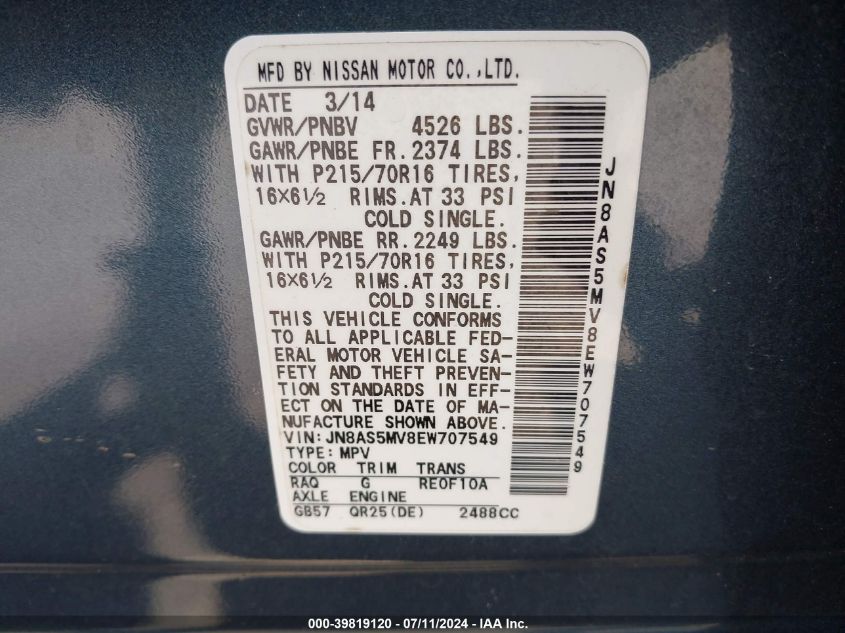 MFD BY NISSAN MOTOR CO.,LTD.
DATE 3/14
GVWR/PNBV 4526 LBS.
GAWR/PNBE FR. 2374 LBS.
WITH P215/70R16 TIRES,
16×6½ RIMS.AT 33 PSI
COLD SINGLE.
GAWR/PNBE RR. 2249 LBS.
WITH P215/70R16 TIRES,
16×6½ RIMS.AT 33 PSI
COLD SINGLE.
THIS VEHICLE CONFORMS
TO ALL APPLICABLE FED-
ERAL MOTOR VEHICLE SA-
FETY AND THEFT PREVEN-
TION STANDARDS IN EFF-
ECT ON THE DATE OF MA-
NUFACTURE SHOWN ABOVE.
VIN:JN8AS5MV8EW707549
TYPE: MPV
COLOR TRIM TRANS
RAQ G RE0F10A
AXLE ENGINE
GB57 QR25(DE) 2488CC
JN8AS5MV8EW707549
000-39819120 - 07/11/2024 - IAA Inc.